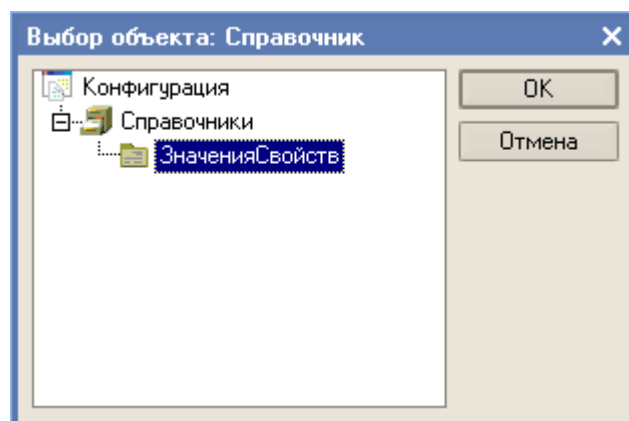 Выбор объекта: Справочник
Конфигурация
Справочники
ЗначенияСвойств
OK
Отмена